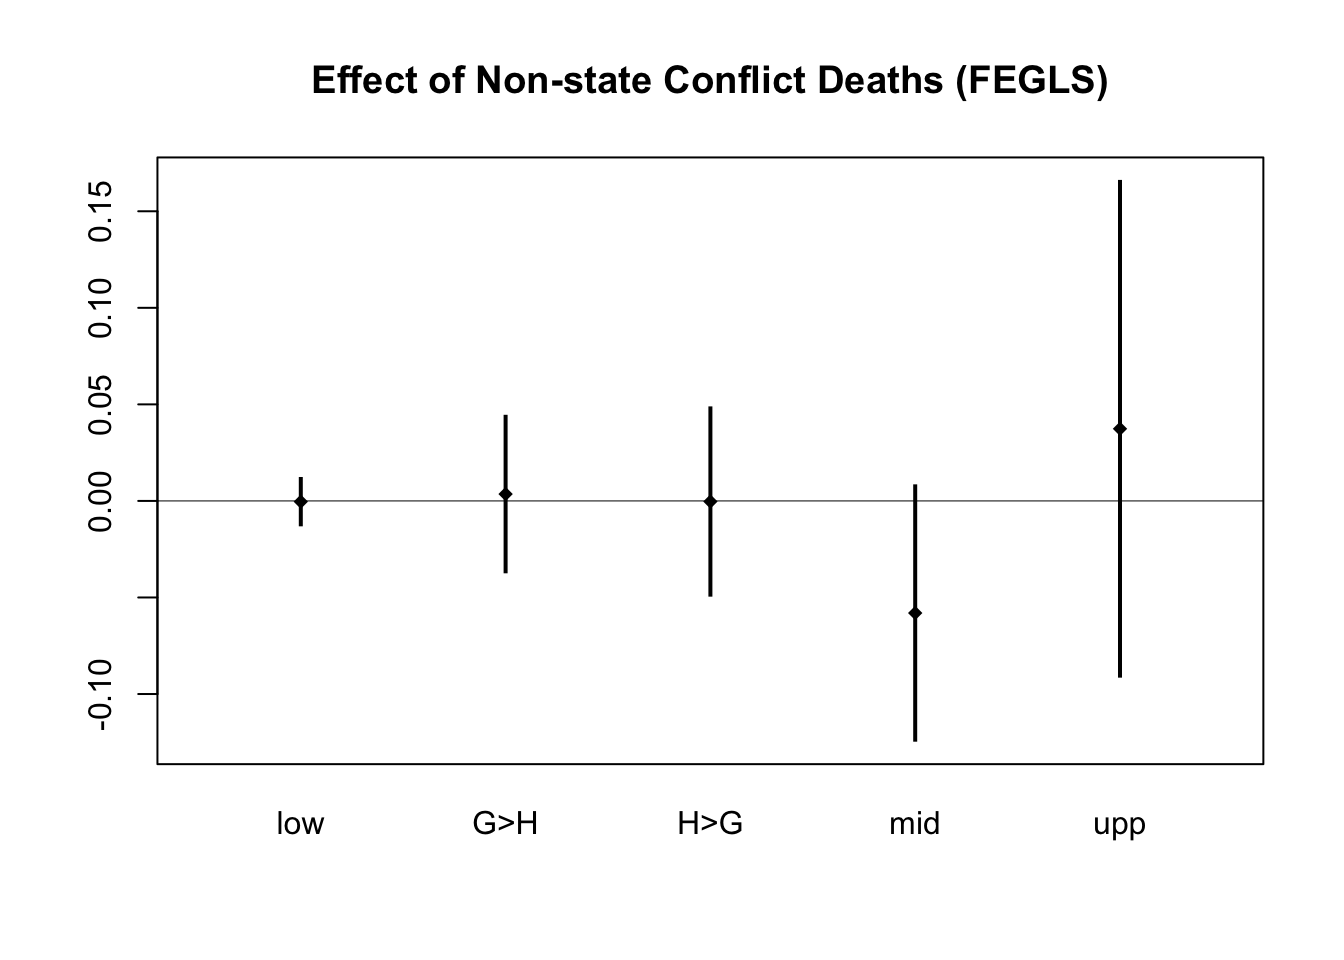 Effect of Non-state Conflict Deaths (FEGLS)
0.15
0.10
0.05
0.00
-0.10
low G>H H>G mid upp